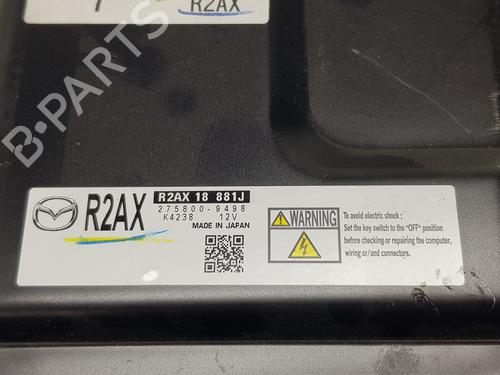 R2AX
B-PARTS
R2AX
R2AX 18 881J
275800-9498
K4238 12V
MADE IN JAPAN
WARNING
To avoid electric shock ;
Set the key switch to the "OFF" position
before checking or repairing the computer,
wiring or/and connectors.